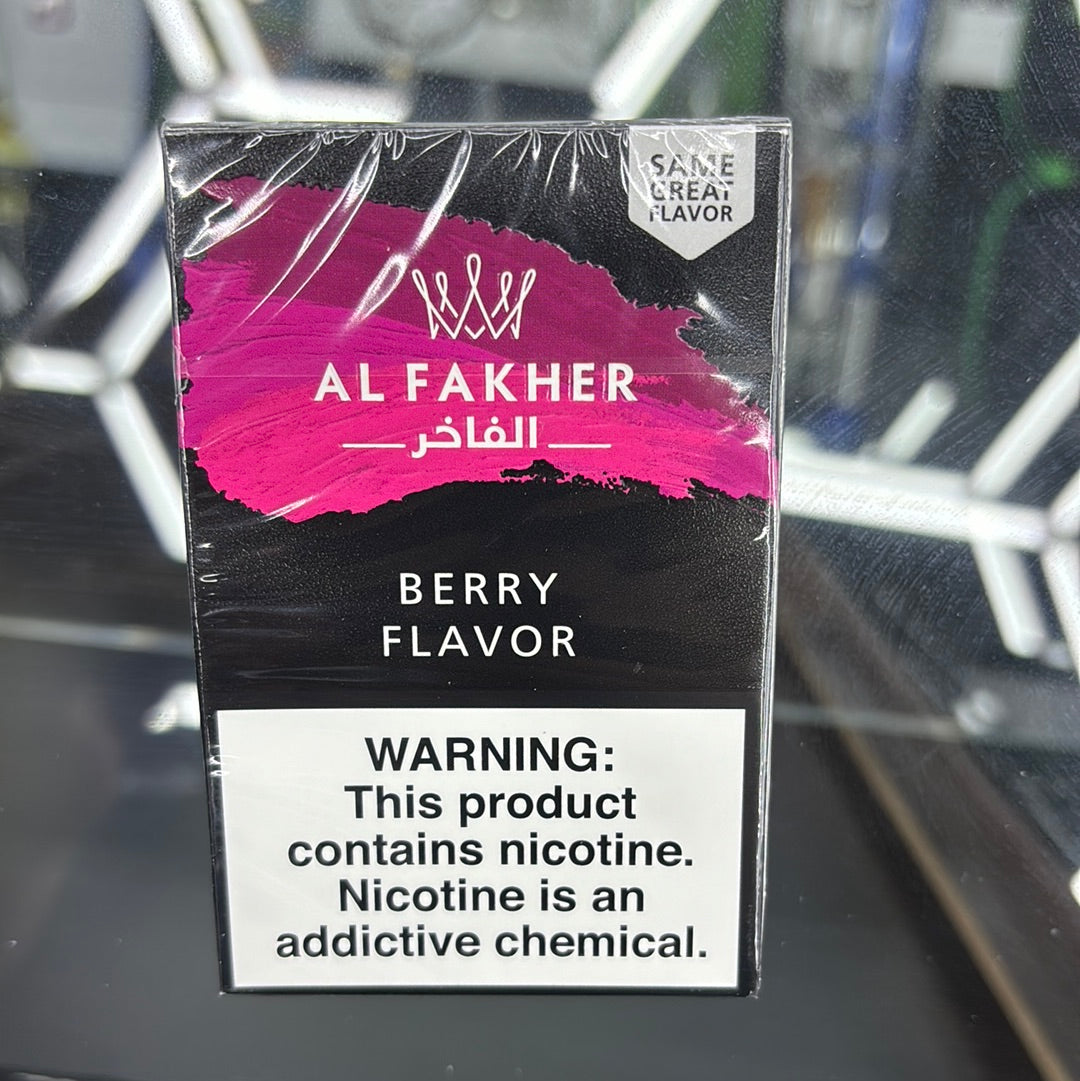 SAME
GREAT
FLAVOR
AL FAKHER
الفاخر
BERRY
FLAVOR
WARNING:
This product
contains nicotine.
Nicotine is an
addictive chemical.